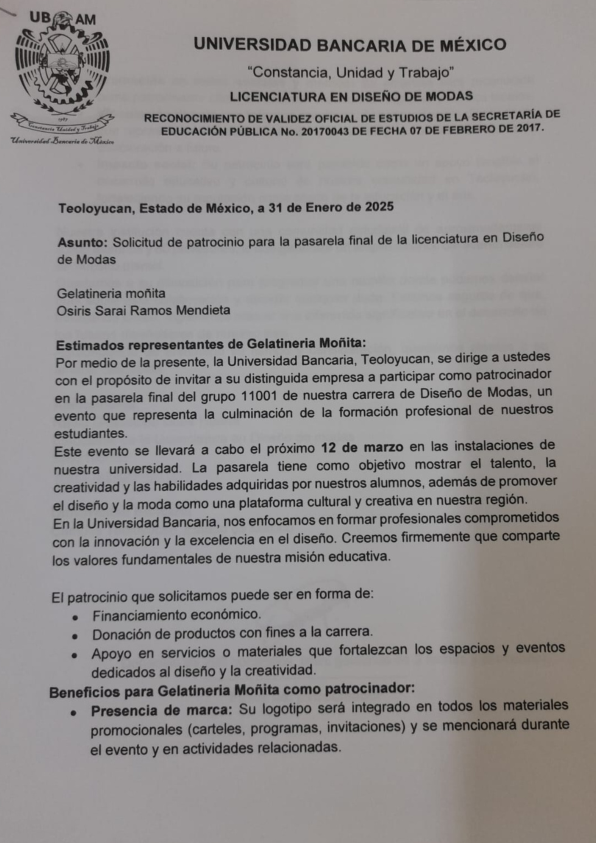 UB AM
Constancia Unidad y Trabajo
Universidad Bancaria de México
UNIVERSIDAD BANCARIA DE MÉXICO
"Constancia, Unidad y Trabajo"
LICENCIATURA EN DISEÑO DE MODAS
RECONOCIMIENTO DE VALIDEZ OFICIAL DE ESTUDIOS DE LA SECRETARÍA DE
EDUCACIÓN PÚBLICA No. 20170043 DE FECHA 07 DE FEBRERO DE 2017.
Teoloyucan, Estado de México, a 31 de Enero de 2025
Asunto: Solicitud de patrocinio para la pasarela final de la licenciatura en Diseño
de Modas
Gelatineria moñita
Osiris Sarai Ramos Mendieta
Estimados representantes de Gelatineria Moñita:
Por medio de la presente, la Universidad Bancaria, Teoloyucan, se dirige a ustedes
con el propósito de invitar a su distinguida empresa a participar como patrocinador
en la pasarela final del grupo 11001 de nuestra carrera de Diseño de Modas, un
evento que representa la culminación de la formación profesional de nuestros
estudiantes.
Este evento se llevará a cabo el próximo 12 de marzo en las instalaciones de
nuestra universidad. La pasarela tiene como objetivo mostrar el talento, la
creatividad y las habilidades adquiridas por nuestros alumnos, además de promover
el diseño y la moda como una plataforma cultural y creativa en nuestra región.
En la Universidad Bancaria, nos enfocamos en formar profesionales comprometidos
con la innovación y la excelencia en el diseño. Creemos firmemente que comparte
los valores fundamentales de nuestra misión educativa.
El patrocinio que solicitamos puede ser en forma de:
• Financiamiento económico.
• Donación de productos con fines a la carrera.
• Apoyo en servicios o materiales que fortalezcan los espacios y eventos
dedicados al diseño y la creatividad.
Beneficios para Gelatineria Moñita como patrocinador:
• Presencia de marca: Su logotipo será integrado en todos los materiales
promocionales (carteles, programas, invitaciones) y se mencionará durante
el evento y en actividades relacionadas.